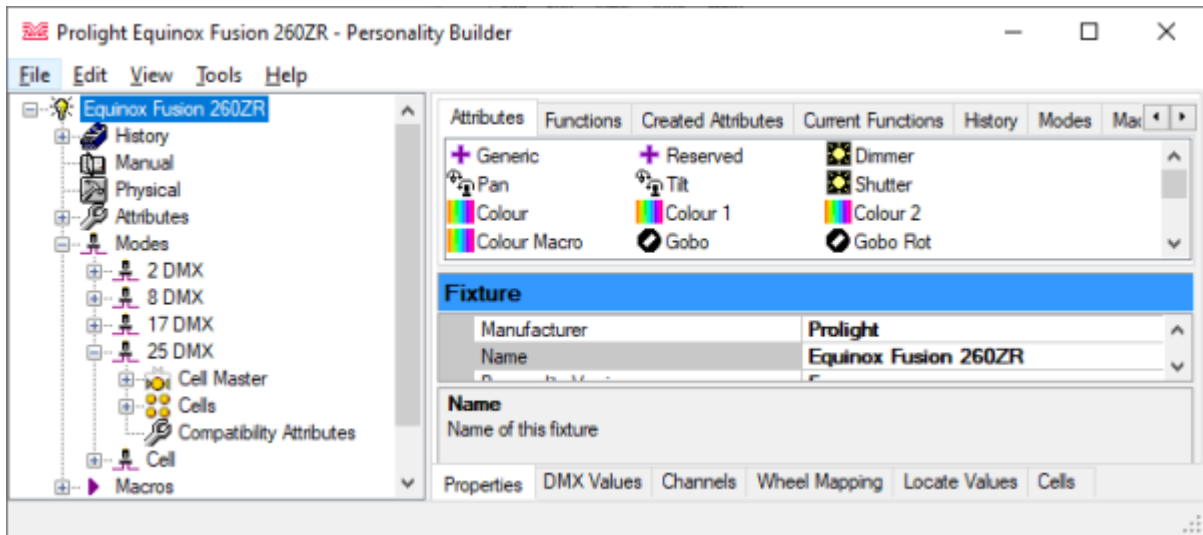 Prolight Equinox Fusion 260ZR - Personality Builder
File Edit View Tools Help
Equinox Fusion 260ZR
History
Manual
Physical
Attributes
Modes
2 DMX
8 DMX
17 DMX
25 DMX
Cell Master
Cells
Compatibility Attributes
Cell
Macros
Attributes Functions Created Attributes Current Functions History Modes
Generic Reserved Dimmer
Pan Tilt Shutter
Colour Colour 1 Colour 2
Colour Macro Gobo Gobo Rot
Fixture
Manufacturer Prolight
Name Equinox Fusion 260ZR
Name
Name of this fixture
Properties DMX Values Channels Wheel Mapping Locate Values Cells